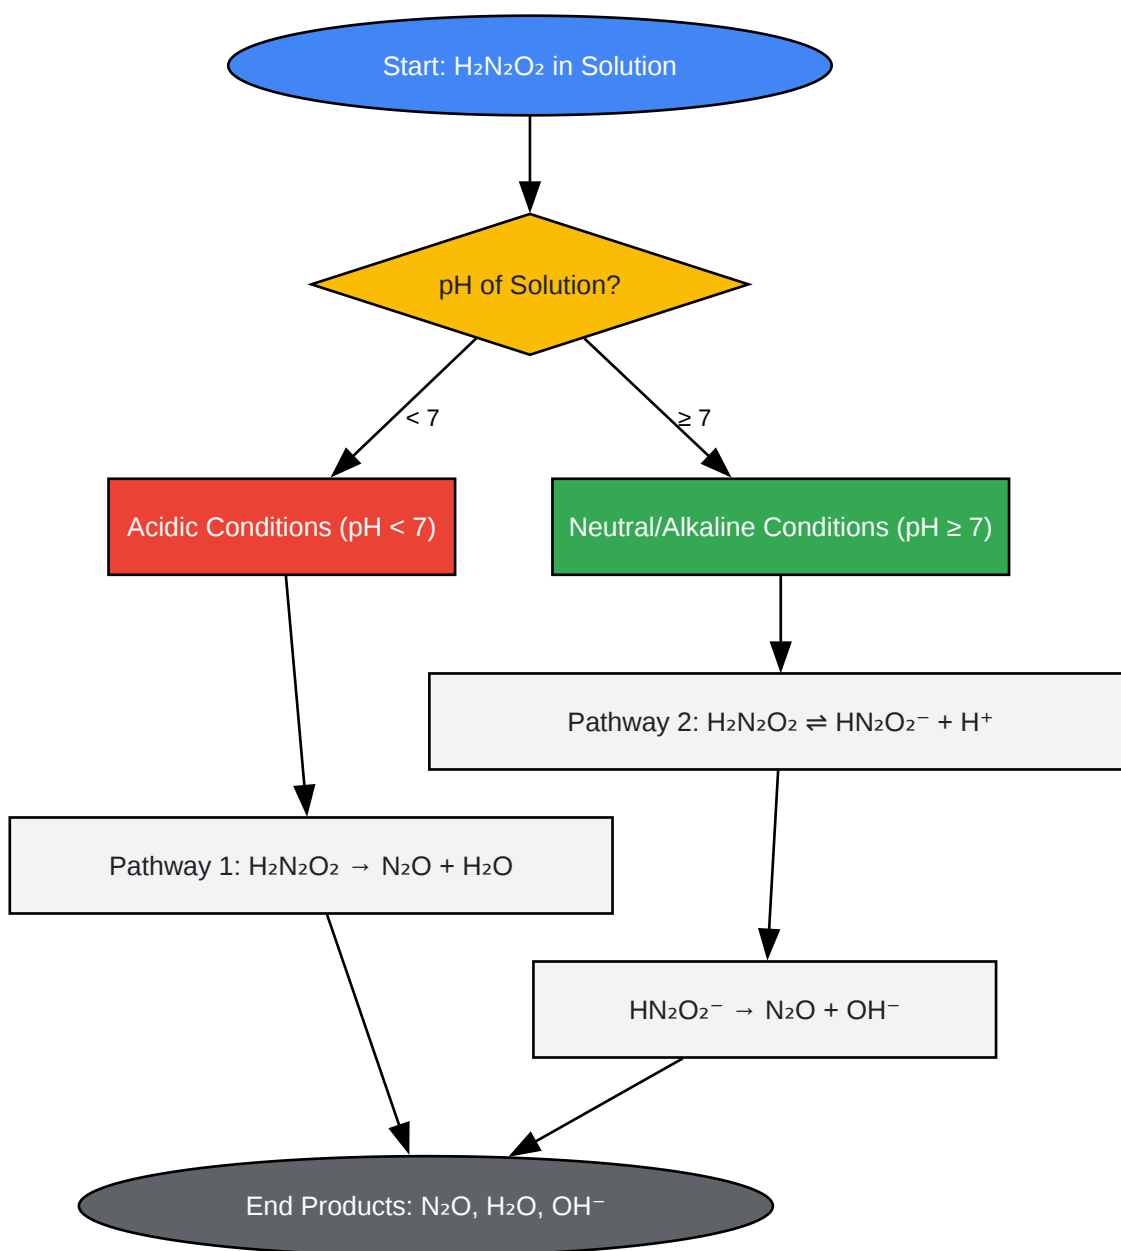 Start: H₂N₂O₂ in Solution
pH of Solution?
< 7
≥ 7
Acidic Conditions (pH < 7)
Neutral/Alkaline Conditions (pH ≥ 7)
Pathway 2: H₂N₂O₂ ⇌ HN₂O₂⁻ + H⁺
Pathway 1: H₂N₂O₂ → N₂O + H₂O
HN₂O₂⁻ → N₂O + OH⁻
End Products: N₂O, H₂O, OH⁻